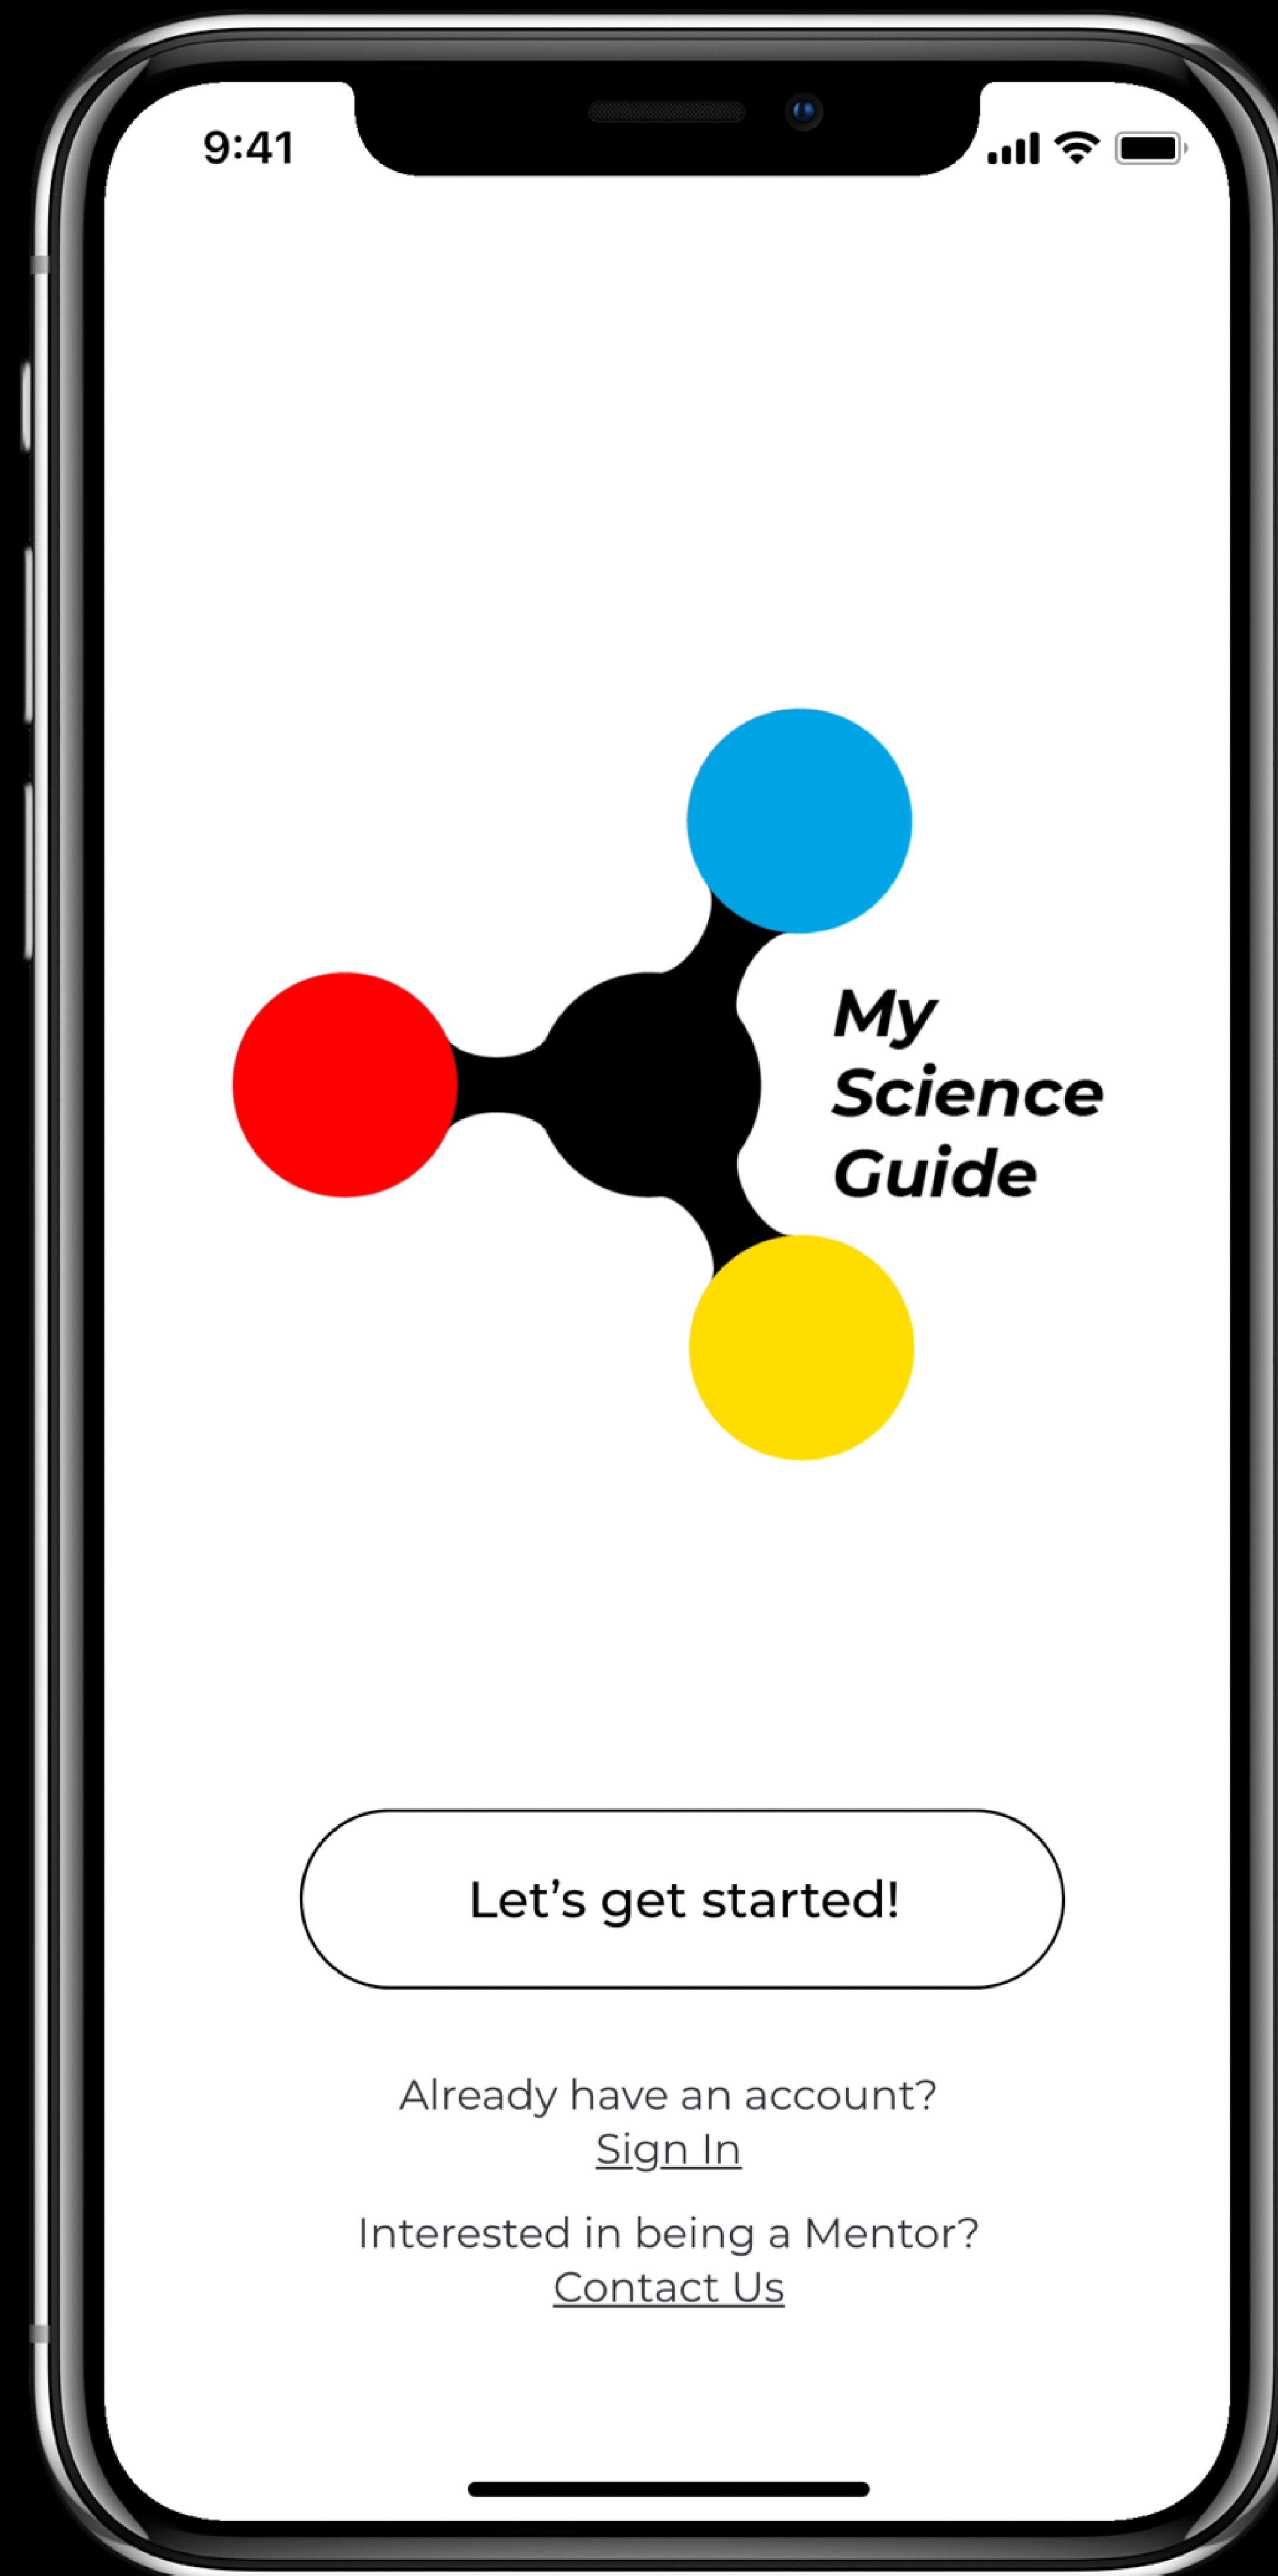 9:41
My
Science
Guide
Let’s get started!
Already have an account?
Sign In
Interested in being a Mentor?
Contact Us